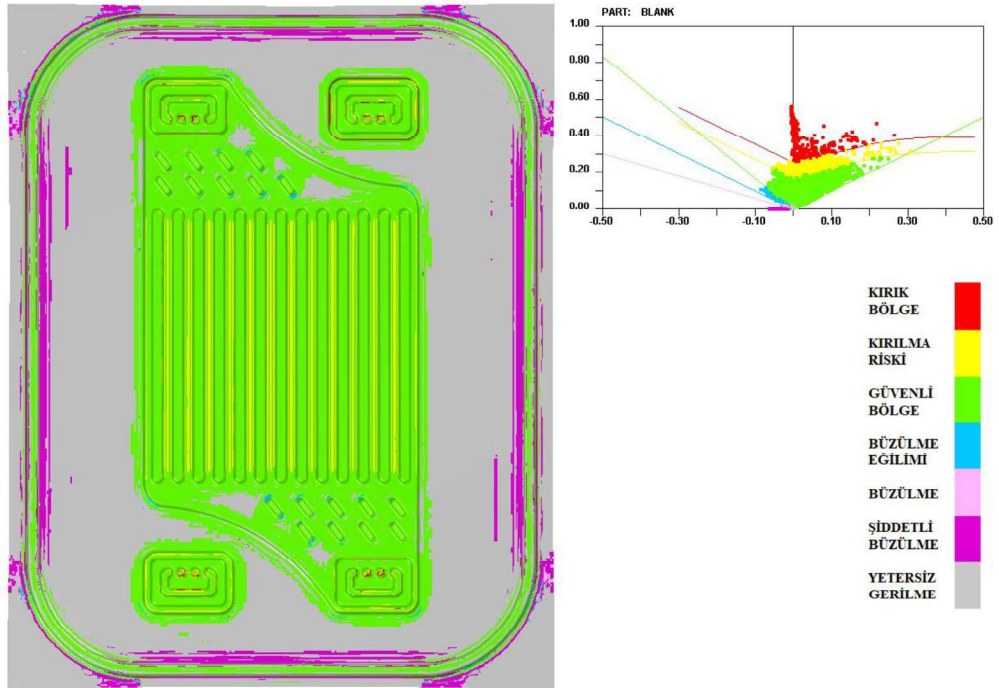 PART: BLANK
1.00
0.80
0.60
0.40
0.20
0.00
-0.50
-0.30
-0.10
0.10
0.30
0.50
KIRIK
BÖLGE
KIRILMA
RİSKİ
GÜVENLİ
BÖLGE
BÜZÜLME
EĞİLİMİ
BÜZÜLME
ŞİDDETLİ
BÜZÜLME
YETERSİZ
GERİLME